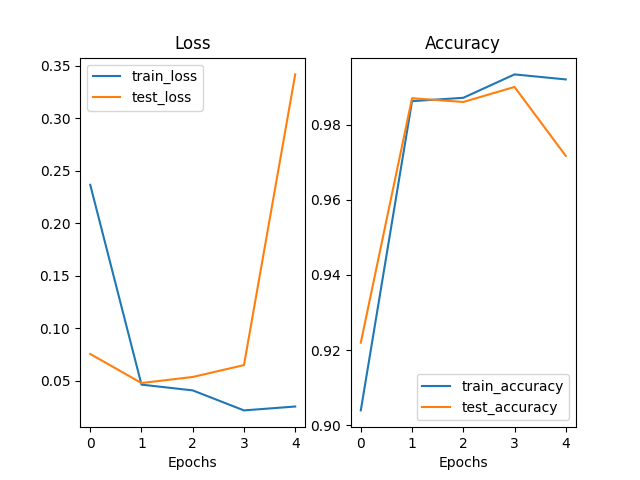 Loss
0.35
0.30
0.25
0.20
0.15
0.10
0.05
train_loss
test_loss
0 1 2 3 4
Epochs
Accuracy
0.98
0.96
0.94
0.92
0.90
train_accuracy
test_accuracy
0 1 2 3 4
Epochs